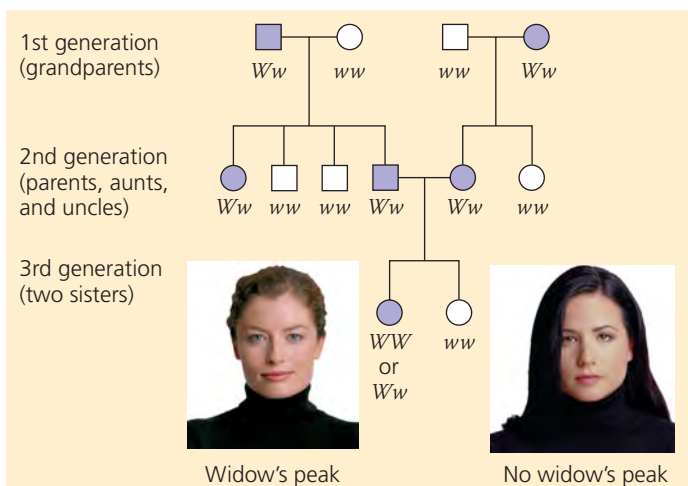 1st generation
(grandparents)
Ww ww ww Ww
2nd generation
(parents, aunts,
and uncles)
Ww ww ww Ww Ww ww
3rd generation
(two sisters)
WW
or
Ww
ww
Widow's peak
No widow's peak